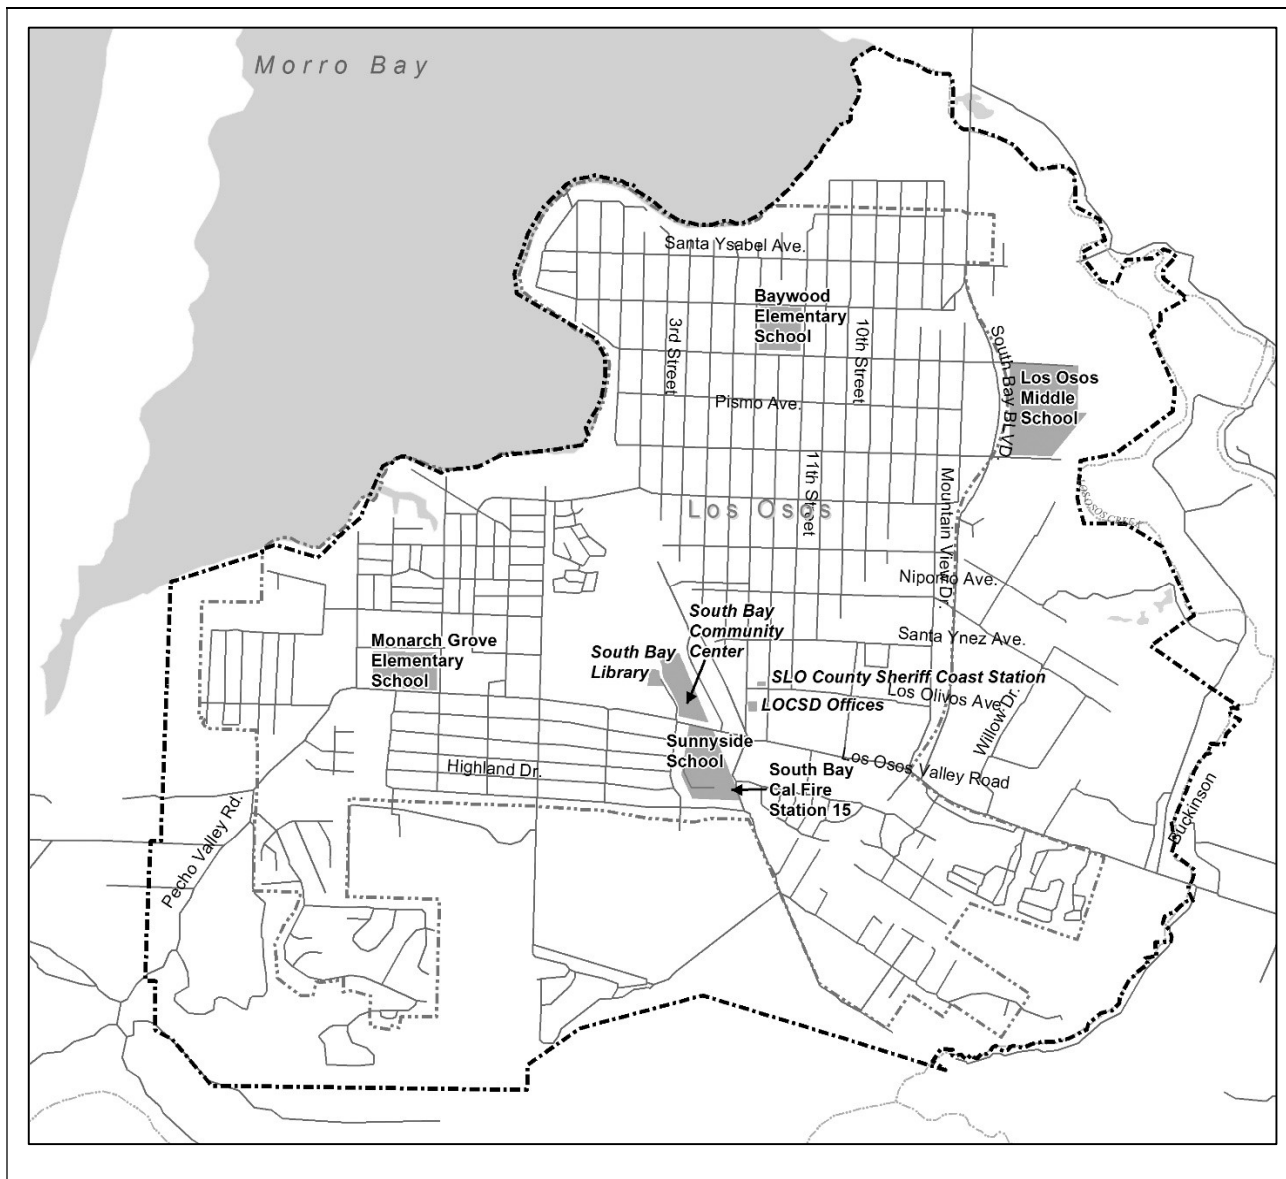 Morro Bay
Santa Ysabel Ave.
Baywood
Elementary
School
3rd Street
10th Street
South Bay BLVD.
Los Osos
Middle
School
Pismo Ave.
11th Street
Mountain View Dr.
Los Osos
LOS OSOS CREEK
Nipomo Ave.
South Bay
Community
Center
Santa Ynez Ave.
Monarch Grove
Elementary
School
South Bay
Library
SLO County Sheriff Coast Station
Los Olivos Ave.
LOCSD Offices
Willow Dr.
Sunnyside
School
Los Osos Valley Road
Highland Dr.
South Bay
Cal Fire
Station 15
Buckinson
Pecho Valley Rd.